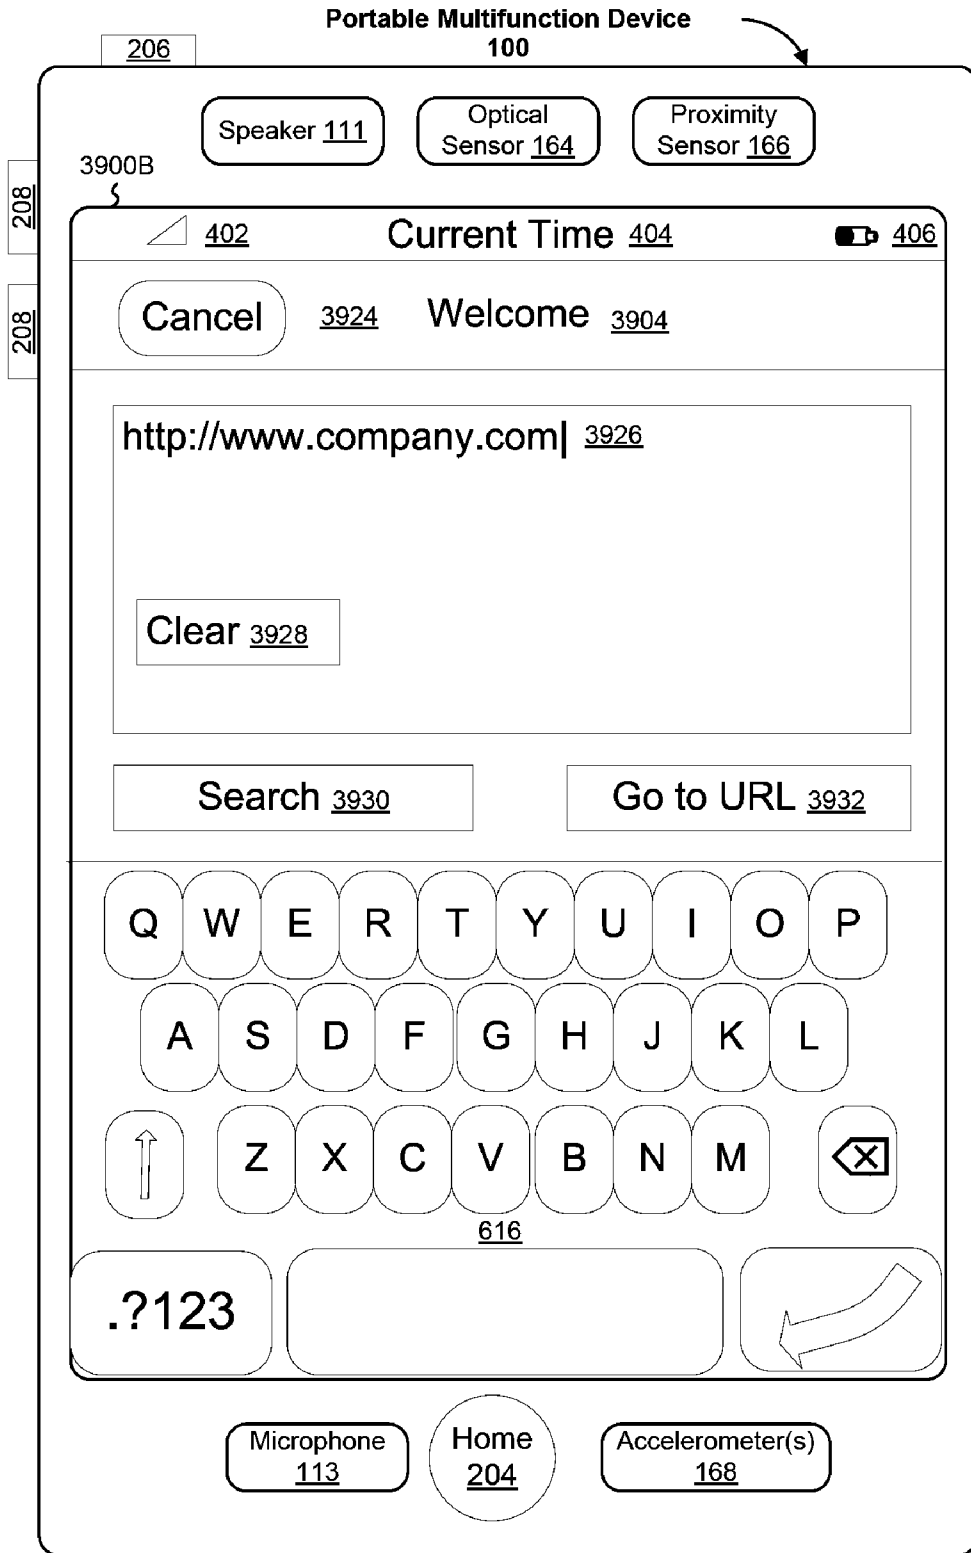 Portable Multifunction Device
100
206
Speaker 111
Optical
Sensor 164
Proximity
Sensor 166
3900B
208
208
402
Current Time 404
406
Cancel 3924
Welcome 3904
http://www.company.com| 3926
Clear 3928
Search 3930
Go to URL 3932
Q W E R T Y U I O P
A S D F G H J K L
Z X C V B N M
616
.?123
Microphone
113
Home
204
Accelerometer(s)
168